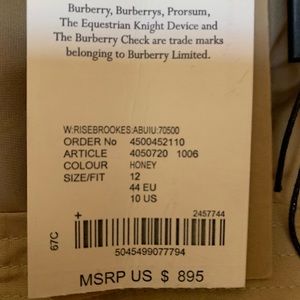 Burberry, Burberrys, Prorsum,
The Equestrian Knight Device and
The Burberry Check are trade marks
belonging to Burberry Limited.
W:RISEBROOKES:ABUIU:70500
ORDER No 4500452110
ARTICLE 4050720 1006
COLOUR HONEY
SIZE/FIT 12
44 EU
10 US
+ 2457744
67C
5045499077794
MSRP US $ 895